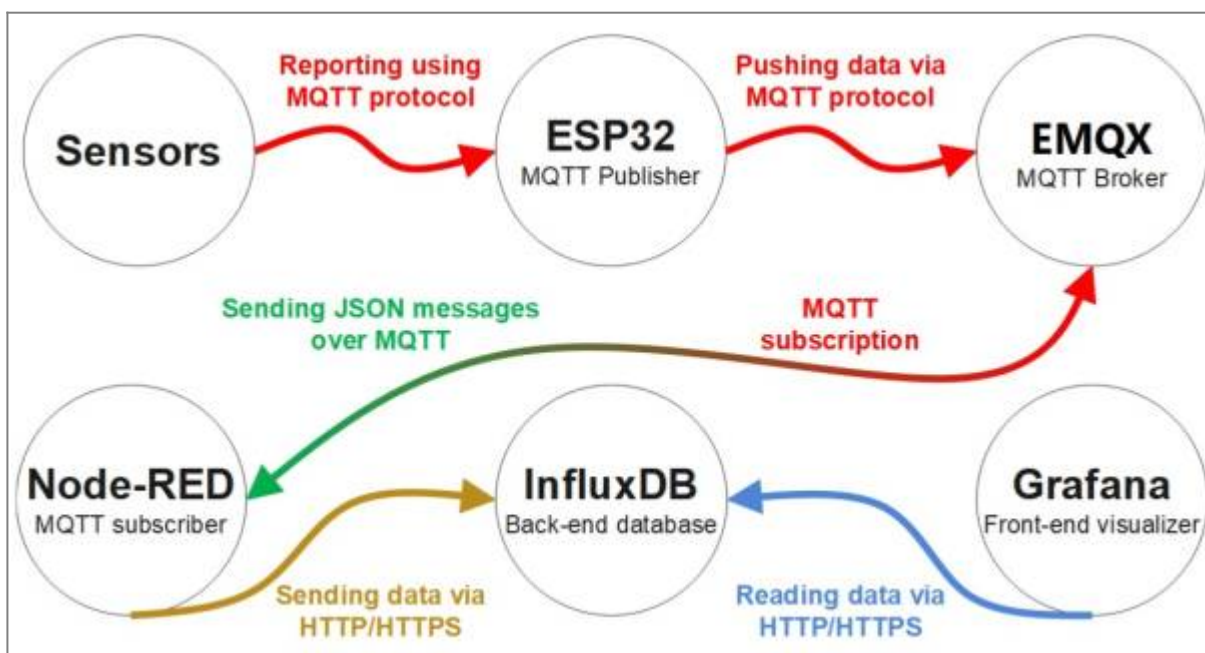 Reporting using
MQTT protocol
Pushing data via
MQTT protocol
Sensors
ESP32
MQTT Publisher
EMQX
MQTT Broker
Sending JSON messages
over MQTT
MQTT
subscription
Node-RED
MQTT subscriber
InfluxDB
Back-end database
Grafana
Front-end visualizer
Sending data via
HTTP/HTTPS
Reading data via
HTTP/HTTPS